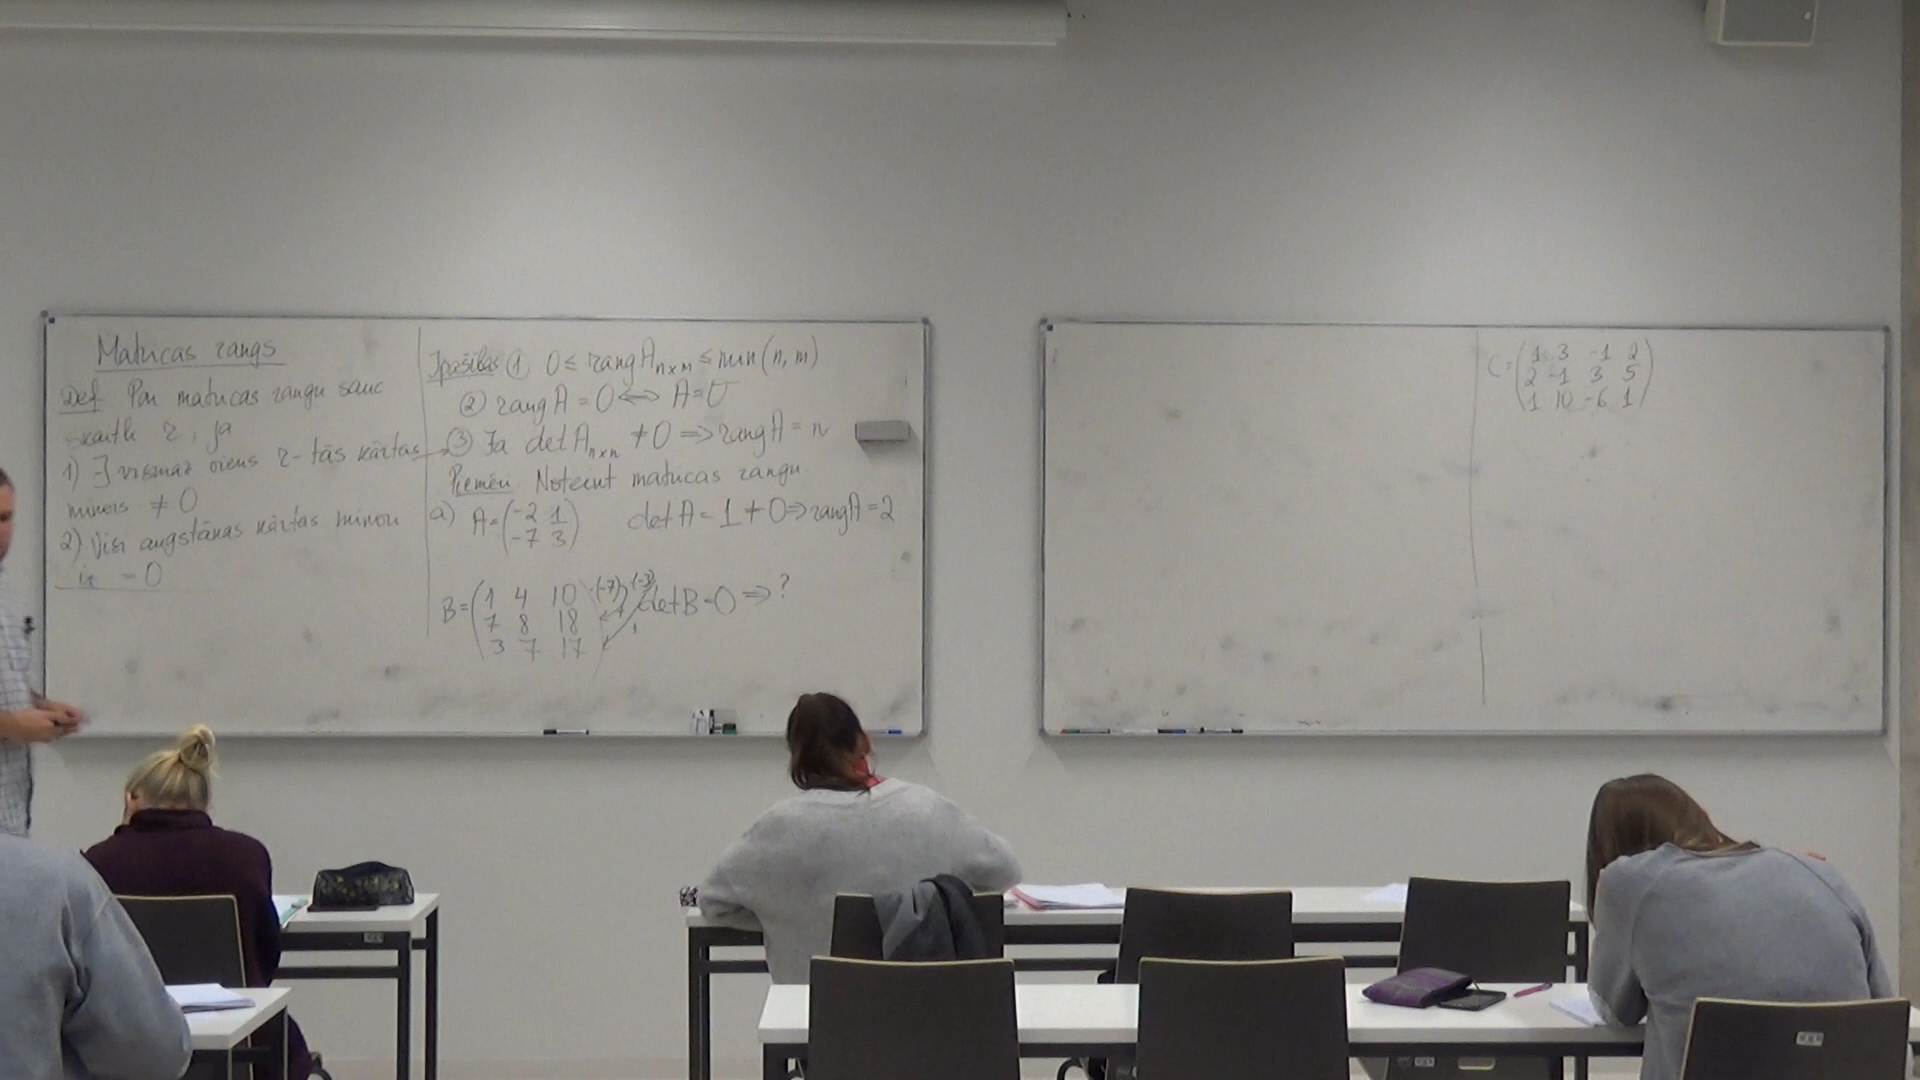 Matricas rangs
Def. Par matricas rangu sauc
skaitli r, ja
1) ∃ vismaz viens r-tās kārtas
minors ≠ 0
2) Visi augstākas kārtas minori
ir = 0
Īpašības ① 0 ≤ rang A_{n×m} ≤ min(n, m)
② rang A = 0 ⟺ A = O
③ Ja det A_{n×n} ≠ 0 ⇒ rang A = n
Piemēri Noteikt matricas rangu.
a) A = (-2 1
-7 3) det A = 1 ≠ 0 ⇒ rang A = 2
B = (1 4 10 ·(-7) ·(-3) det B = 0 ⇒ ?
7 8 18
3 7 17)
C = (1 3 -1 2
2 -1 3 5
1 10 -6 1)